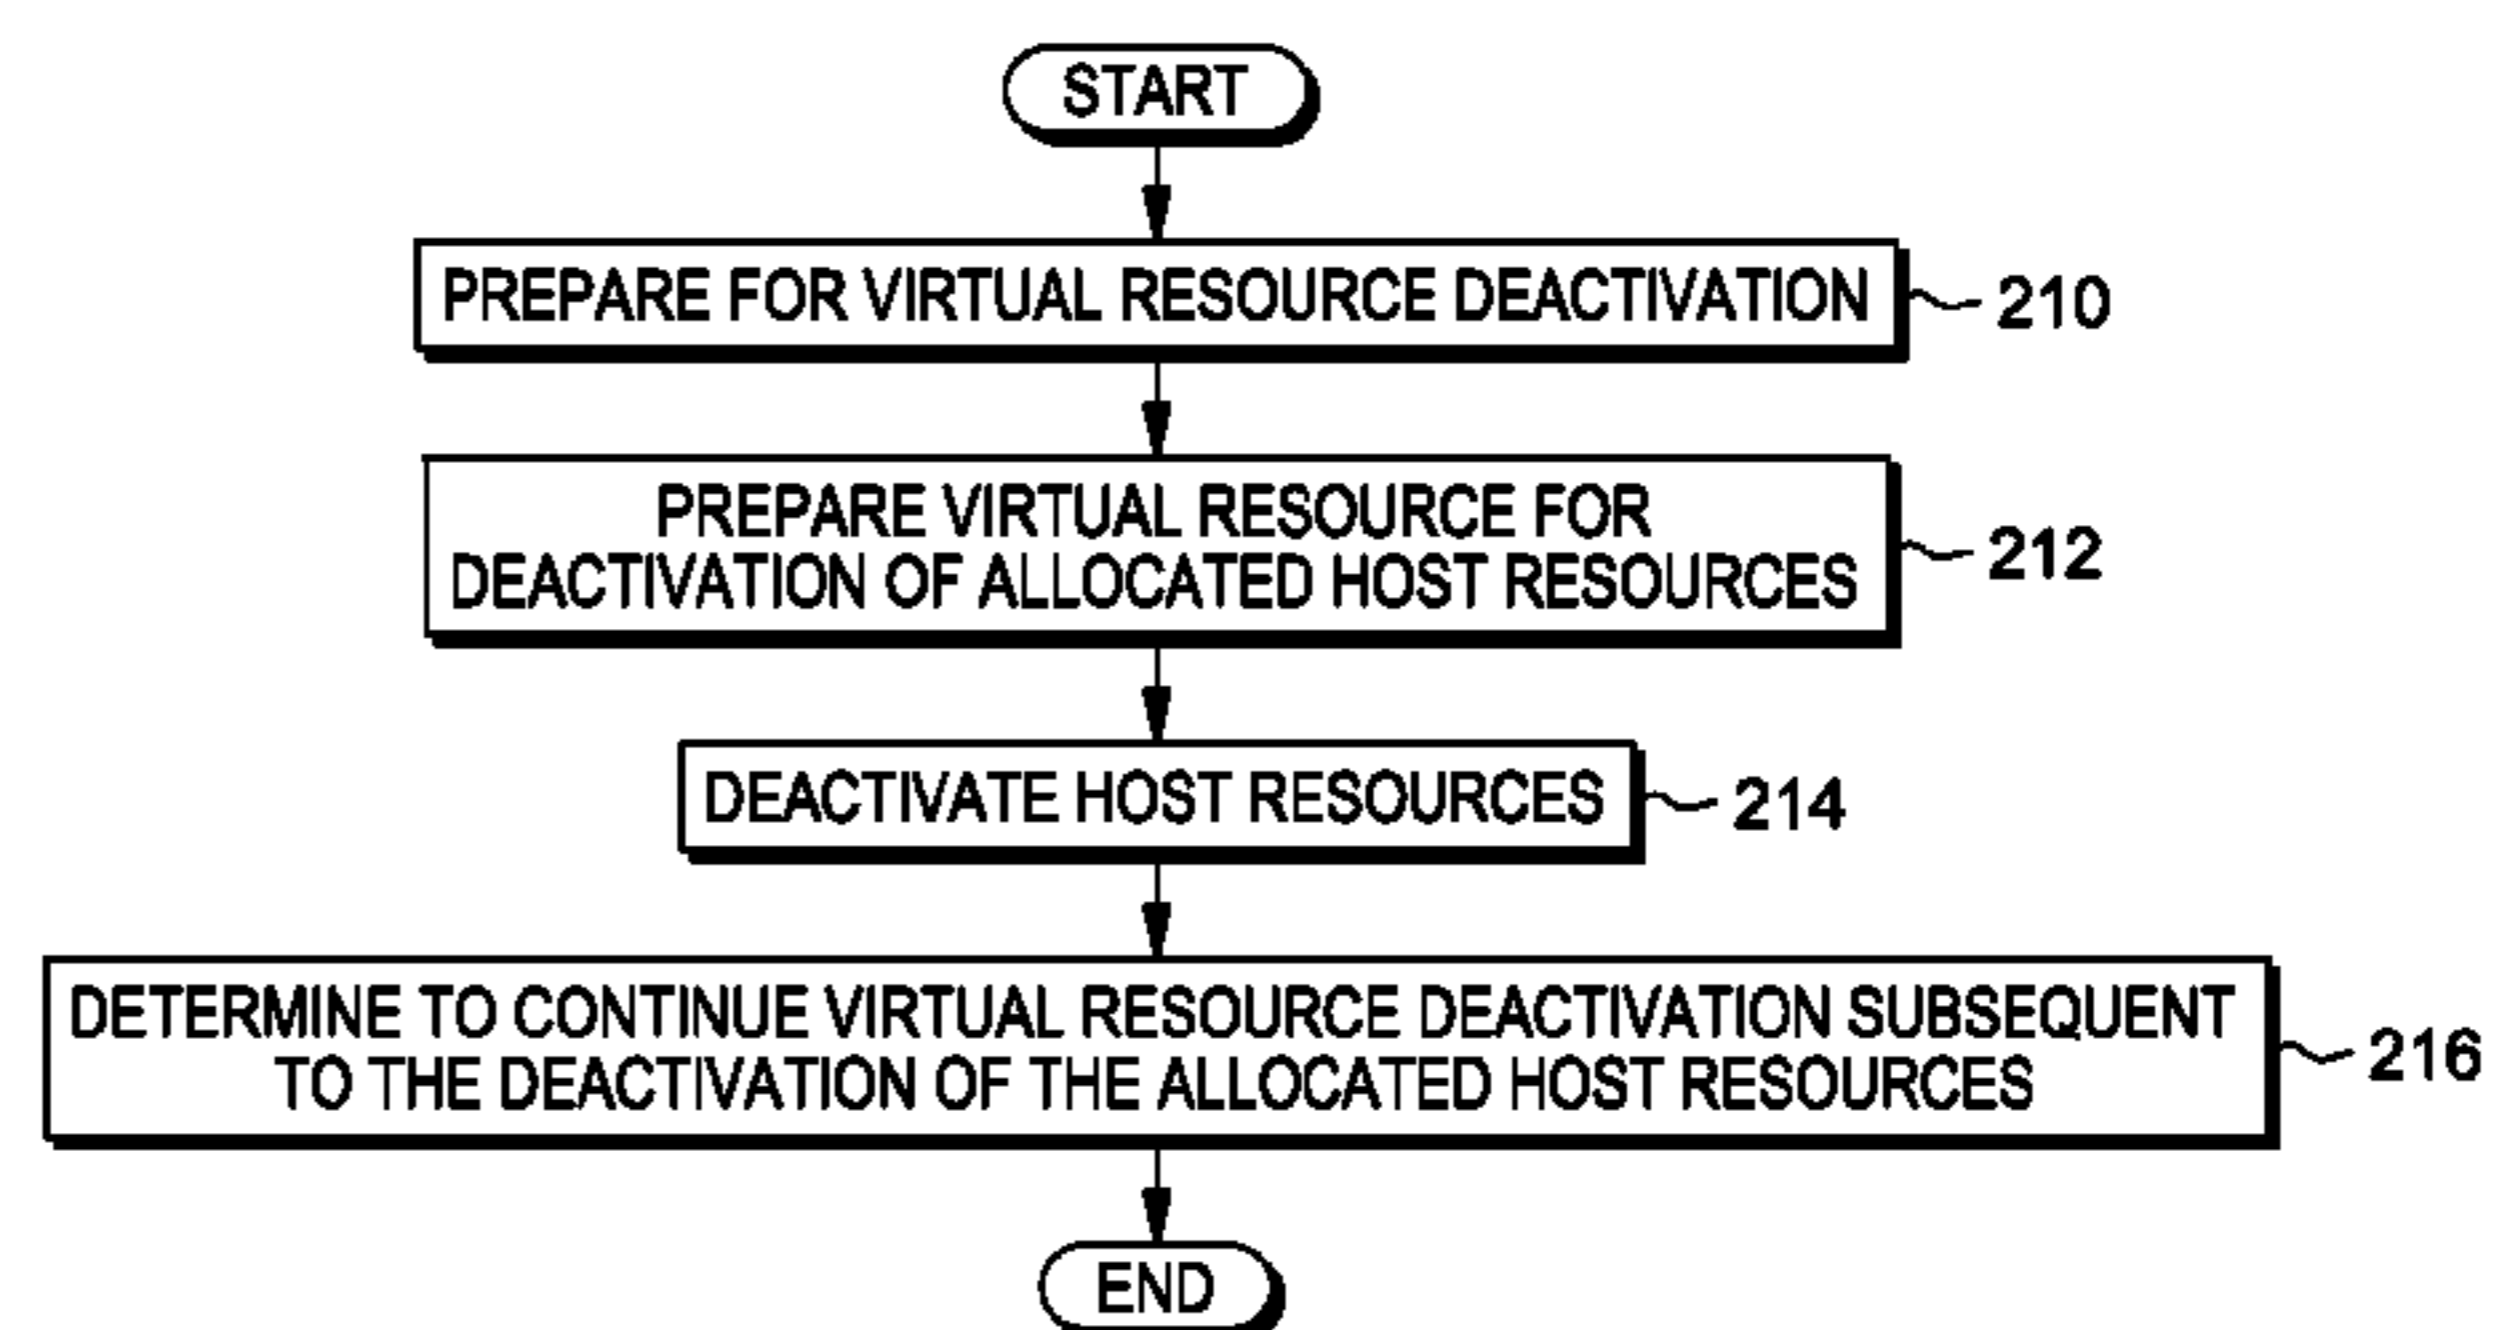 START
PREPARE FOR VIRTUAL RESOURCE DEACTIVATION
210
PREPARE VIRTUAL RESOURCE FOR
DEACTIVATION OF ALLOCATED HOST RESOURCES
212
DEACTIVATE HOST RESOURCES
214
DETERMINE TO CONTINUE VIRTUAL RESOURCE DEACTIVATION SUBSEQUENT
TO THE DEACTIVATION OF THE ALLOCATED HOST RESOURCES
216
END